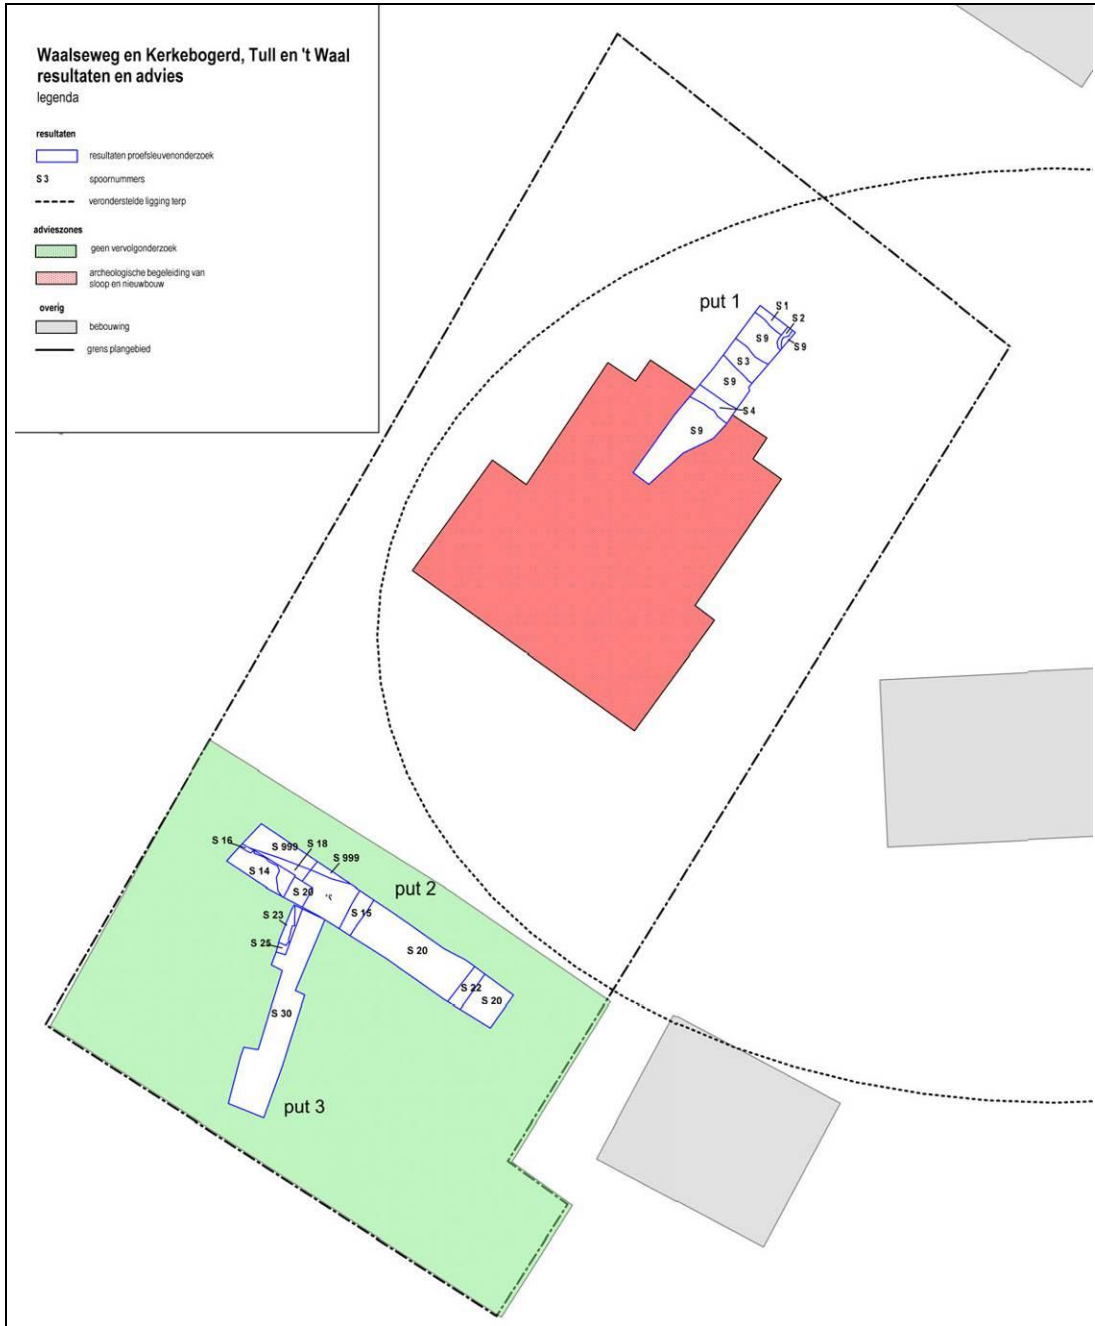 Waalseweg en Kerkebogerd, Tull en 't Waal
resultaten en advies
legenda
resultaten
resultaten proefsleuvenonderzoek
S 3 spoornummers
veronderstelde ligging terp
advieszones
geen vervolgonderzoek
archeologische begeleiding van
sloop en nieuwbouw
overig
bebouwing
grens plangebied
put 1
S 1
S 2
S 9
S 9
S 3
S 9
S 4
S 9
S 16
S 999
S 18
S 999
S 14
S 20
put 2
S 15
S 23
S 25
S 20
S 22
S 20
S 30
put 3